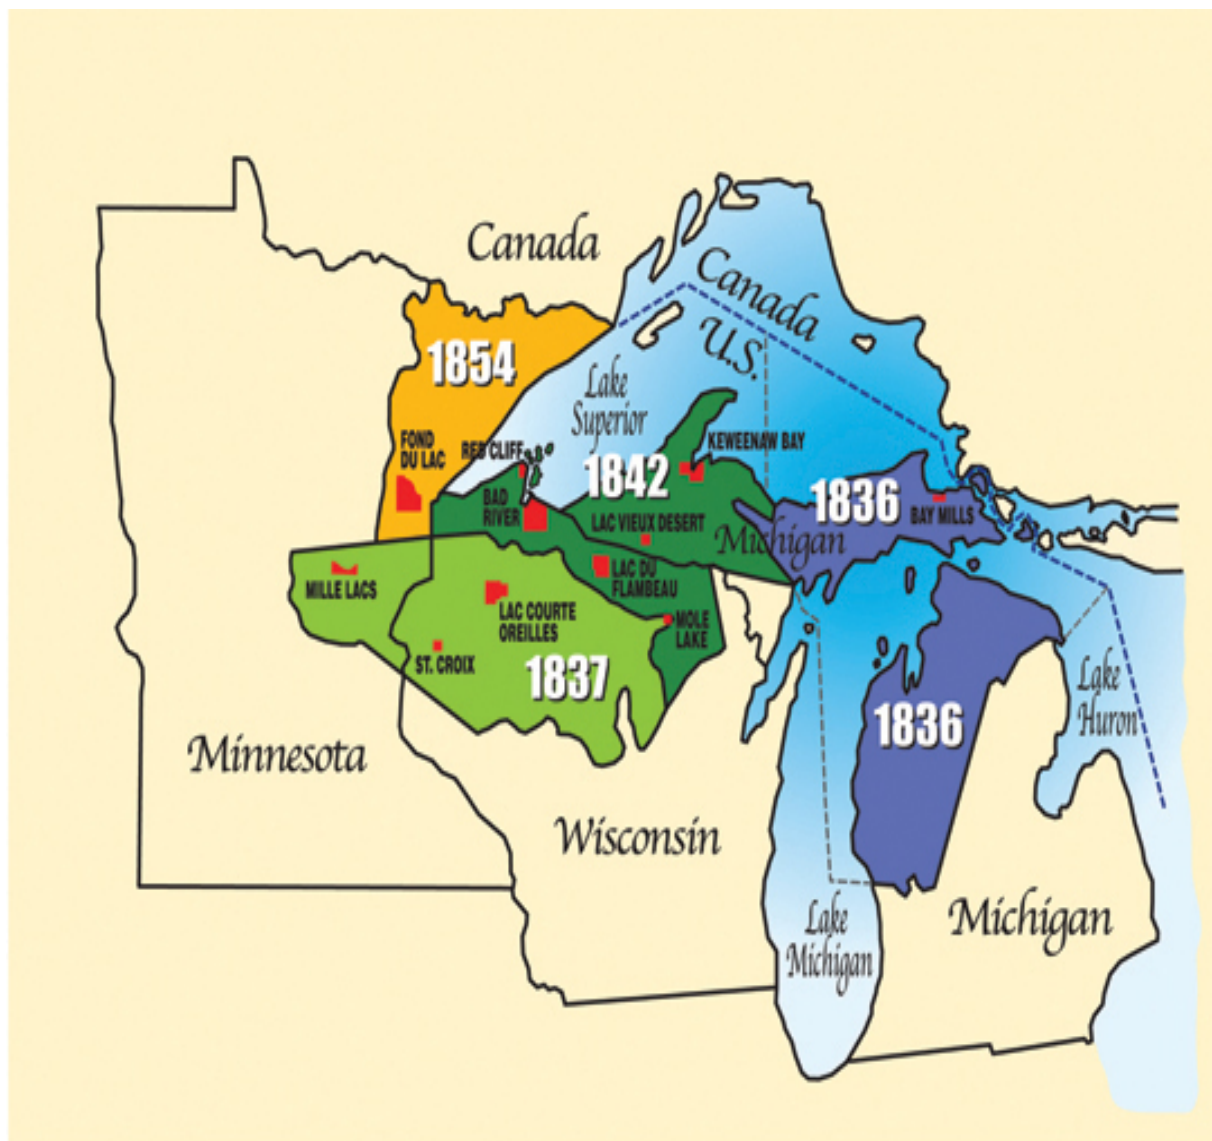 Canada
Canada
U.S.
1854
Lake
Superior
FOND
DU LAC
RED CLIFF
KEWEENAW BAY
1842
1836
BAD
RIVER
LAC VIEUX DESERT
BAY MILLS
Michigan
MILLE LACS
LAC DU
FLAMBEAU
LAC COURTE
OREILLES
MOLE
LAKE
ST. CROIX
1837
Lake
Huron
1836
Minnesota
Wisconsin
Lake
Michigan
Michigan